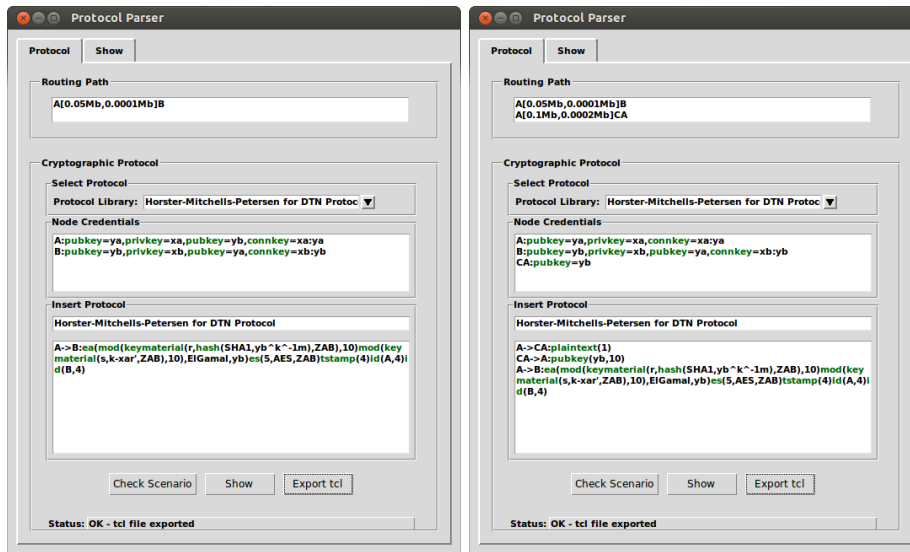 Protocol Parser
Protocol Show
Routing Path
A[0.05Mb,0.0001Mb]B
Cryptographic Protocol
Select Protocol
Protocol Library: Horster-Mitchells-Petersen for DTN Protoc
Node Credentials
A:pubkey=ya,privkey=xa,pubkey=yb,connkey=xa:ya
B:pubkey=yb,privkey=xb,pubkey=ya,connkey=xb:yb
Insert Protocol
Horster-Mitchells-Petersen for DTN Protocol
A->B:ea(mod(keymaterial(r,hash(SHA1,yb^k^-1m),ZAB),10)mod(key
material(s,k-xar',ZAB),10),ElGamal,yb)es(5,AES,ZAB)tstamp(4)id(A,4)i
d(B,4)
Check Scenario Show Export tcl
Status: OK - tcl file exported
Protocol Parser
Protocol Show
Routing Path
A[0.05Mb,0.0001Mb]B
A[0.1Mb,0.0002Mb]CA
Cryptographic Protocol
Select Protocol
Protocol Library: Horster-Mitchells-Petersen for DTN Protoc
Node Credentials
A:pubkey=ya,privkey=xa,connkey=xa:ya
B:pubkey=yb,privkey=xb,pubkey=ya,connkey=xb:yb
CA:pubkey=yb
Insert Protocol
Horster-Mitchells-Petersen for DTN Protocol
A->CA:plaintext(1)
CA->A:pubkey(yb,10)
A->B:ea(mod(keymaterial(r,hash(SHA1,yb^k^-1m),ZAB),10)mod(key
material(s,k-xar',ZAB),10),ElGamal,yb)es(5,AES,ZAB)tstamp(4)id(A,4)i
d(B,4)
Check Scenario Show Export tcl
Status: OK - tcl file exported